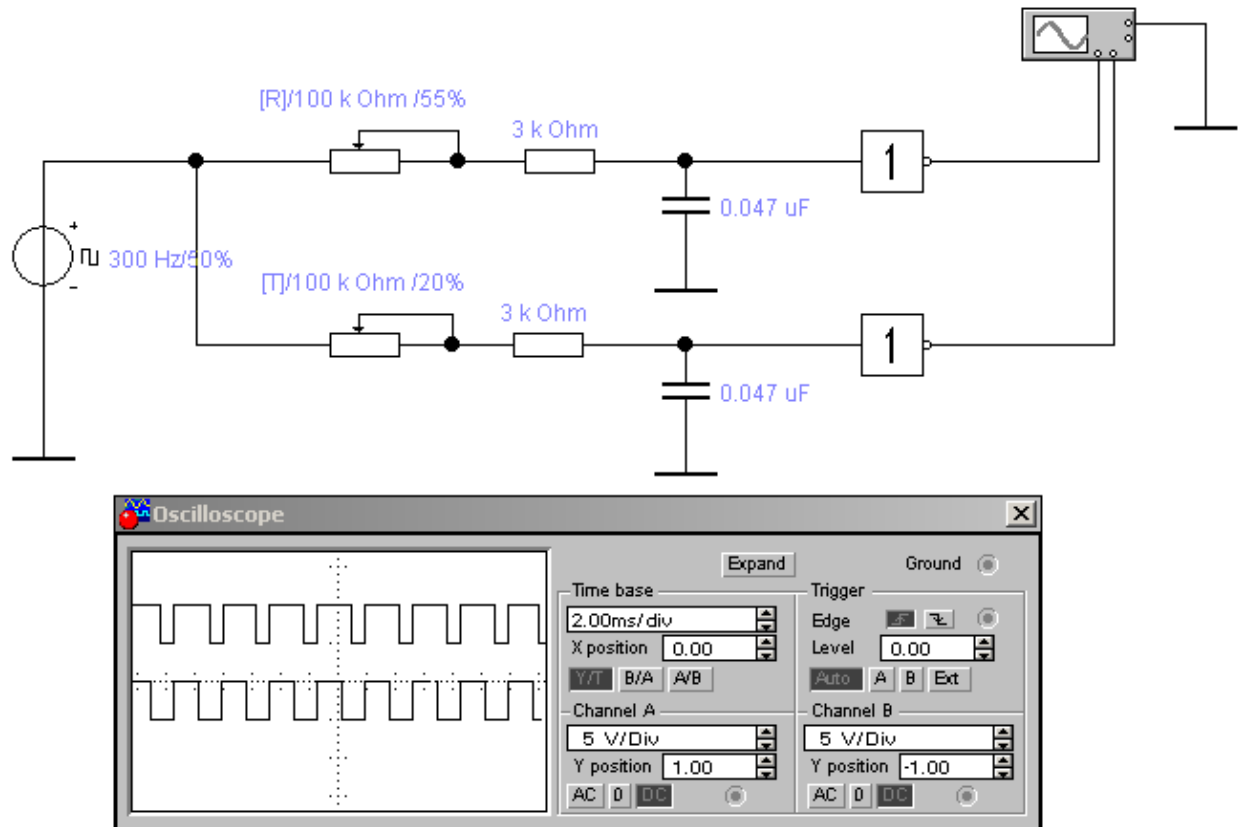 [R]/100 k Ohm /55%
3 k Ohm
1
0.047 uF
300 Hz/50%
[T]/100 k Ohm /20%
3 k Ohm
1
0.047 uF
Oscilloscope
Expand
Ground
Time base
2.00ms/div
X position 0.00
Y/T B/A A/B
Trigger
Edge
Level 0.00
Auto A B Ext
Channel A
5 V/Div
Y position 1.00
AC 0 DC
Channel B
5 V/Div
Y position -1.00
AC 0 DC